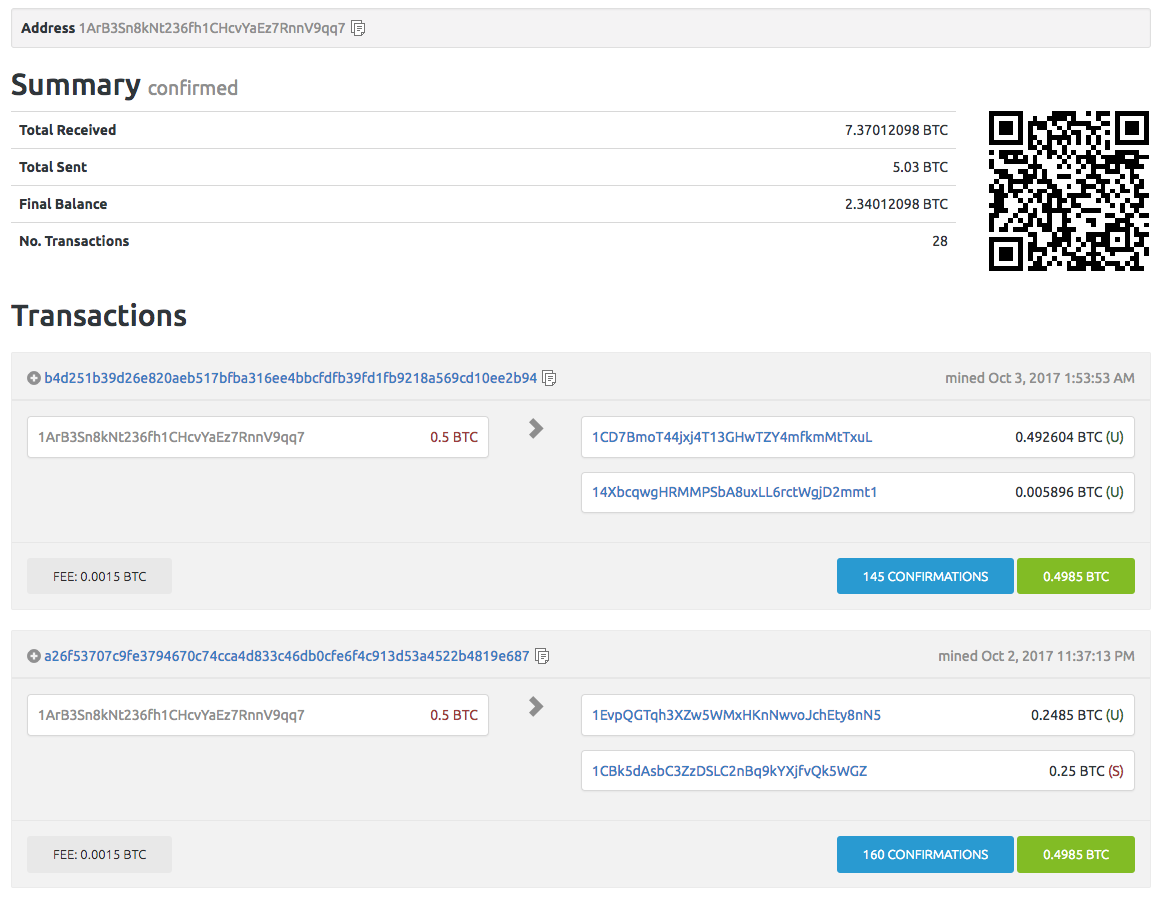 Address 1ArB3Sn8kNt236fh1CHcvYaEz7RnnV9qq7
Summary confirmed
Total Received 7.37012098 BTC
Total Sent 5.03 BTC
Final Balance 2.34012098 BTC
No. Transactions 28
Transactions
b4d251b39d26e820aeb517bfba316ee4bbcfdfb39fd1fb9218a569cd10ee2b94 mined Oct 3, 2017 1:53:53 AM
1ArB3Sn8kNt236fh1CHcvYaEz7RnnV9qq7 0.5 BTC 1CD7BmoT44jxj4T13GHwTZY4mfkmMtTxuL 0.492604 BTC (U)
14XbcqwgHRMMPSbA8uxLL6rctWgjD2mmt1 0.005896 BTC (U)
FEE: 0.0015 BTC 145 CONFIRMATIONS 0.4985 BTC
a26f53707c9fe3794670c74cca4d833c46db0cfe6f4c913d53a4522b4819e687 mined Oct 2, 2017 11:37:13 PM
1ArB3Sn8kNt236fh1CHcvYaEz7RnnV9qq7 0.5 BTC 1EvpQGTqh3XZw5WMxHKnNwvoJchEty8nN5 0.2485 BTC (U)
1CBk5dAsbC3ZzDSLC2nBq9kYXjfvQk5WGZ 0.25 BTC (S)
FEE: 0.0015 BTC 160 CONFIRMATIONS 0.4985 BTC